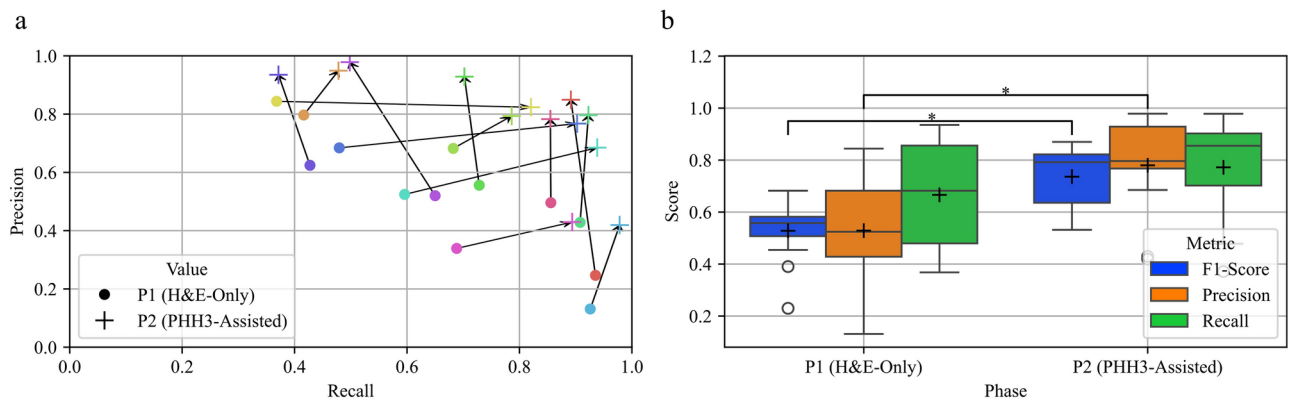 a
1.0
0.8
0.6
0.4
0.2
0.0
Precision
Value
P1 (H&E-Only)
P2 (PHH3-Assisted)
0.0 0.2 0.4 0.6 0.8 1.0
Recall
b
1.2
1.0
0.8
0.6
0.4
0.2
Score
*
*
Metric
F1-Score
Precision
Recall
P1 (H&E-Only) P2 (PHH3-Assisted)
Phase